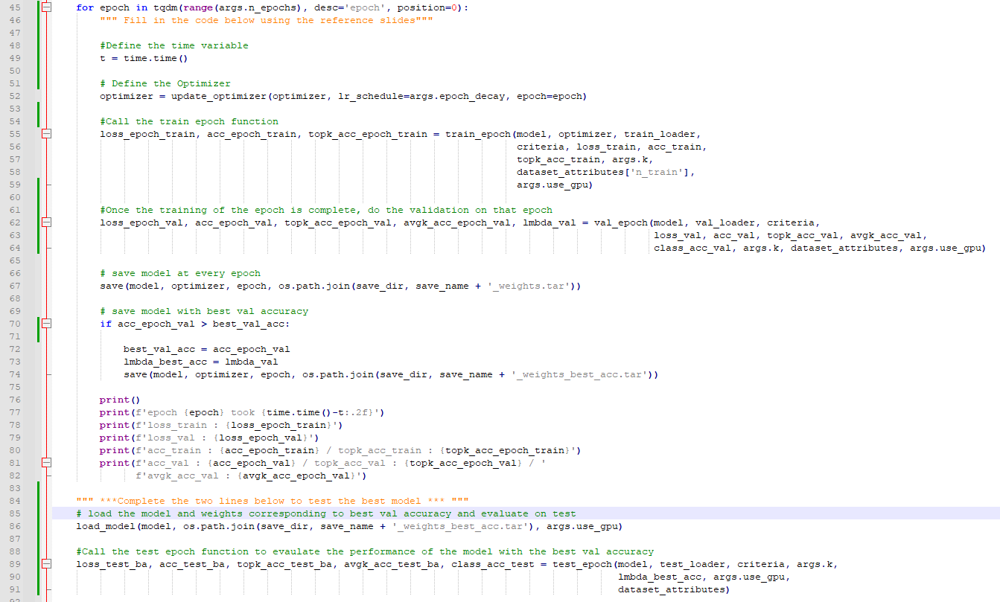 45 for epoch in tqdm(range(args.n_epochs), desc='epoch', position=0):
46 """ Fill in the code below using the reference slides"""
47
48 #Define the time variable
49 t = time.time()
50
51 # Define the Optimizer
52 optimizer = update_optimizer(optimizer, lr_schedule=args.epoch_decay, epoch=epoch)
53
54 #Call the train epoch function
55 loss_epoch_train, acc_epoch_train, topk_acc_epoch_train = train_epoch(model, optimizer, train_loader,
56 criteria, loss_train, acc_train,
57 topk_acc_train, args.k,
58 dataset_attributes['n_train'],
59 args.use_gpu)
60
61 #Once the training of the epoch is complete, do the validation on that epoch
62 loss_epoch_val, acc_epoch_val, topk_acc_epoch_val, avgk_acc_epoch_val, lmbda_val = val_epoch(model, val_loader, criteria,
63 loss_val, acc_val, topk_acc_val, avgk_acc_val,
64 class_acc_val, args.k, dataset_attributes, args.use_gpu)
65
66 # save model at every epoch
67 save(model, optimizer, epoch, os.path.join(save_dir, save_name + '_weights.tar'))
68
69 # save model with best val accuracy
70 if acc_epoch_val > best_val_acc:
71
72 best_val_acc = acc_epoch_val
73 lmbda_best_acc = lmbda_val
74 save(model, optimizer, epoch, os.path.join(save_dir, save_name + '_weights_best_acc.tar'))
75
76 print()
77 print(f'epoch {epoch} took {time.time()-t:.2f}')
78 print(f'loss_train : {loss_epoch_train}')
79 print(f'loss_val : {loss_epoch_val}')
80 print(f'acc_train : {acc_epoch_train} / topk_acc_train : {topk_acc_epoch_train}')
81 print(f'acc_val : {acc_epoch_val} / topk_acc_val : {topk_acc_epoch_val} / '
82 f'avgk_acc_val : {avgk_acc_epoch_val}')
83
84 """ ***Complete the two lines below to test the best model *** """
85 # load the model and weights corresponding to best val accuracy and evaluate on test
86 load_model(model, os.path.join(save_dir, save_name + '_weights_best_acc.tar'), args.use_gpu)
87
88 #Call the test epoch function to evaulate the performance of the model with the best val accuracy
89 loss_test_ba, acc_test_ba, topk_acc_test_ba, avgk_acc_test_ba, class_acc_test = test_epoch(model, test_loader, criteria, args.k,
90 lmbda_best_acc, args.use_gpu,
91 dataset_attributes)